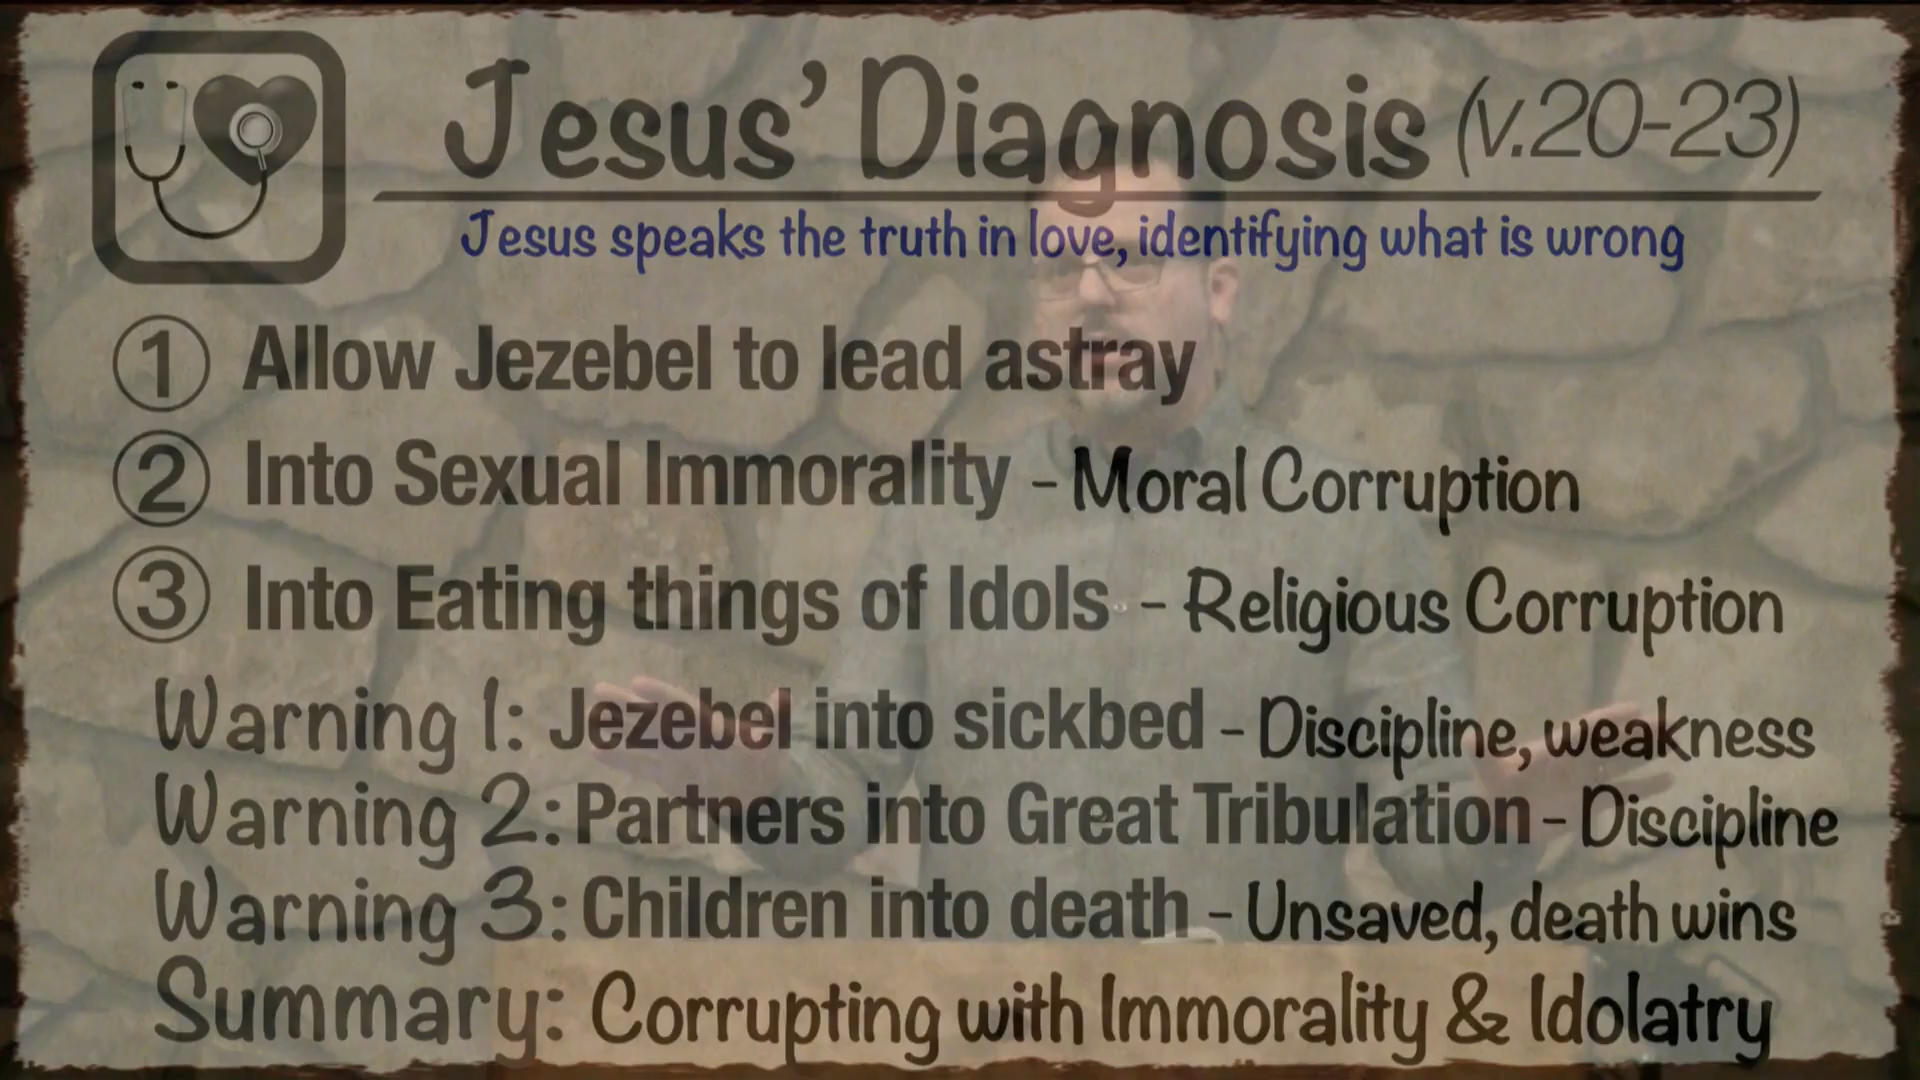 Jesus’ Diagnosis (v.20-23)
Jesus speaks the truth in love, identifying what is wrong
1 Allow Jezebel to lead astray
2 Into Sexual Immorality - Moral Corruption
3 Into Eating things of Idols - Religious Corruption
Warning 1: Jezebel into sickbed - Discipline, weakness
Warning 2: Partners into Great Tribulation - Discipline
Warning 3: Children into death - Unsaved, death wins
Summary: Corrupting with Immorality & Idolatry